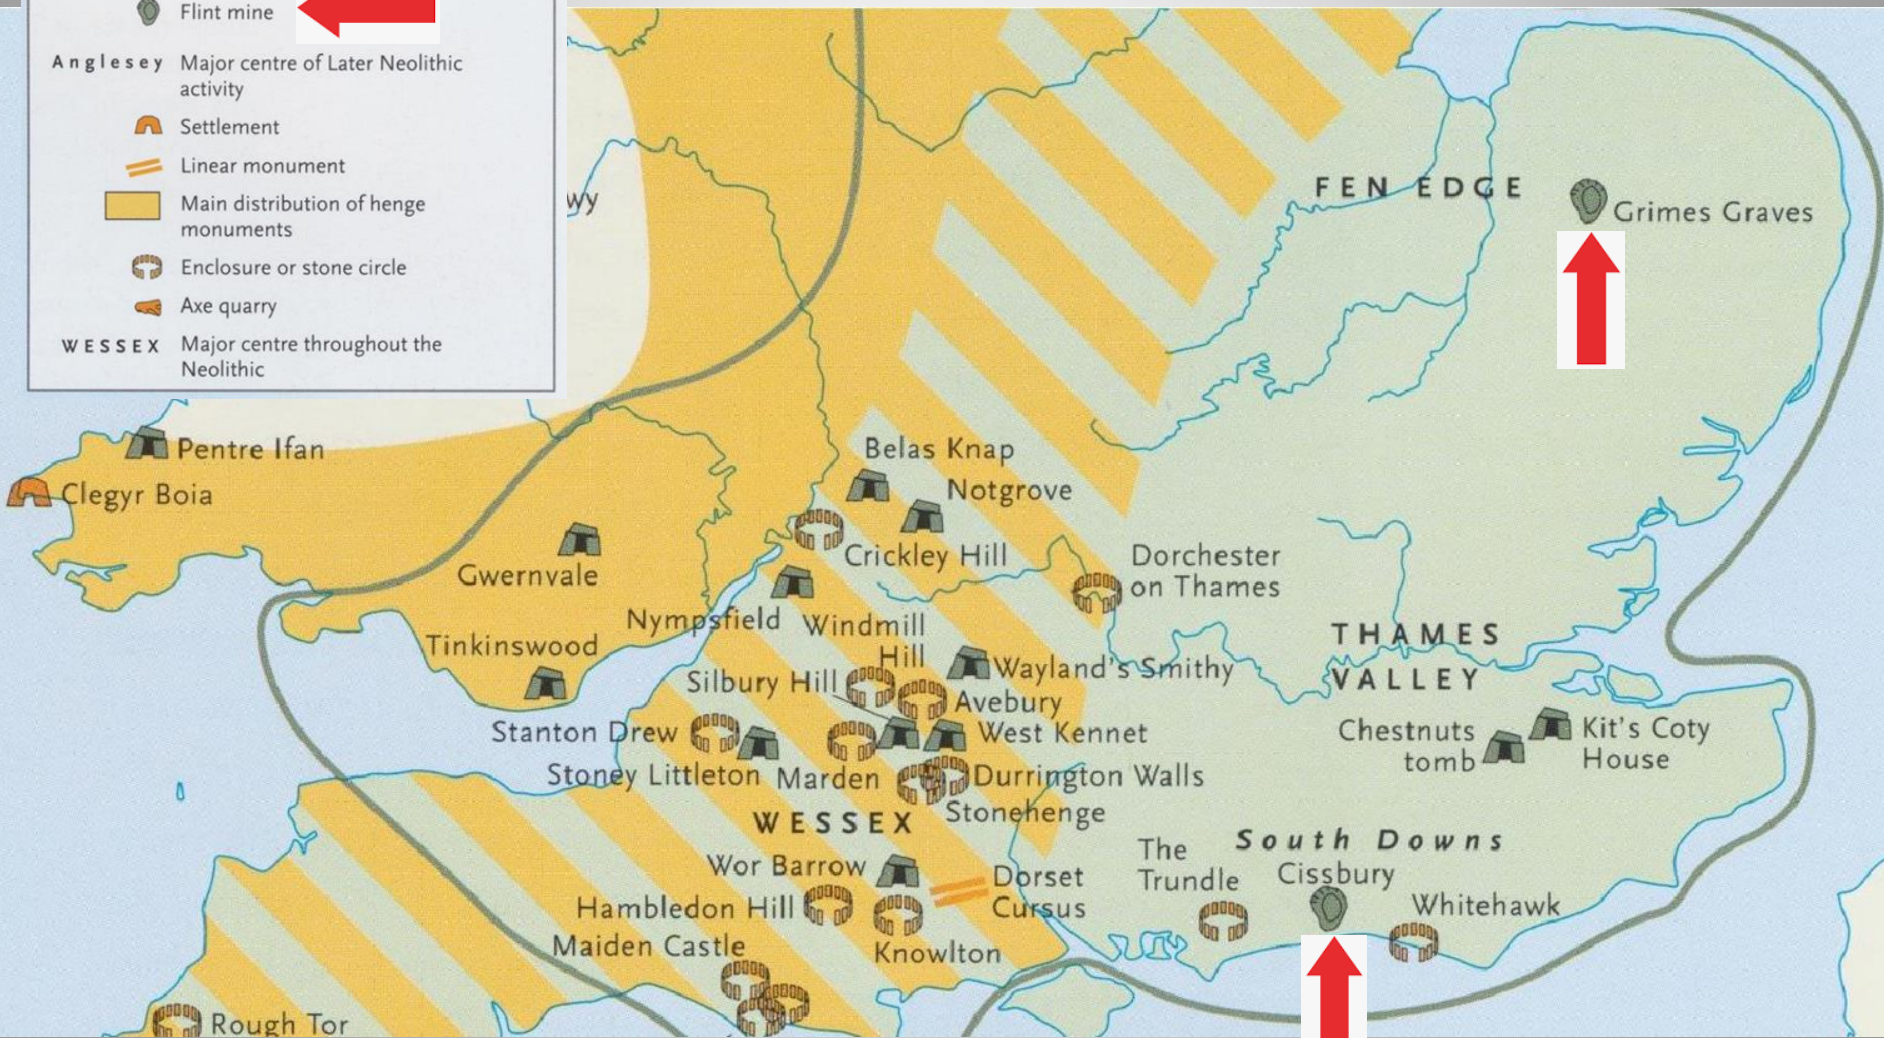 Flint mine
Anglesey Major centre of Later Neolithic
activity
Settlement
Linear monument
Main distribution of henge
monuments
Enclosure or stone circle
Axe quarry
WESSEX Major centre throughout the
Neolithic
wy
FEN EDGE
Grimes Graves
Pentre Ifan
Clegyr Boia
Belas Knap
Notgrove
Crickley Hill
Gwernvale
Dorchester
on Thames
Nympsfield
Windmill
Hill
Tinkinswood
THAMES
VALLEY
Wayland's Smithy
Silbury Hill
Avebury
Stanton Drew
West Kennet
Chestnuts
tomb
Kit's Coty
House
Stoney Littleton
Marden
Durrington Walls
Stonehenge
WESSEX
South Downs
The
Trundle
Cissbury
Wor Barrow
Dorset
Cursus
Hambledon Hill
Whitehawk
Maiden Castle
Knowlton
Rough Tor